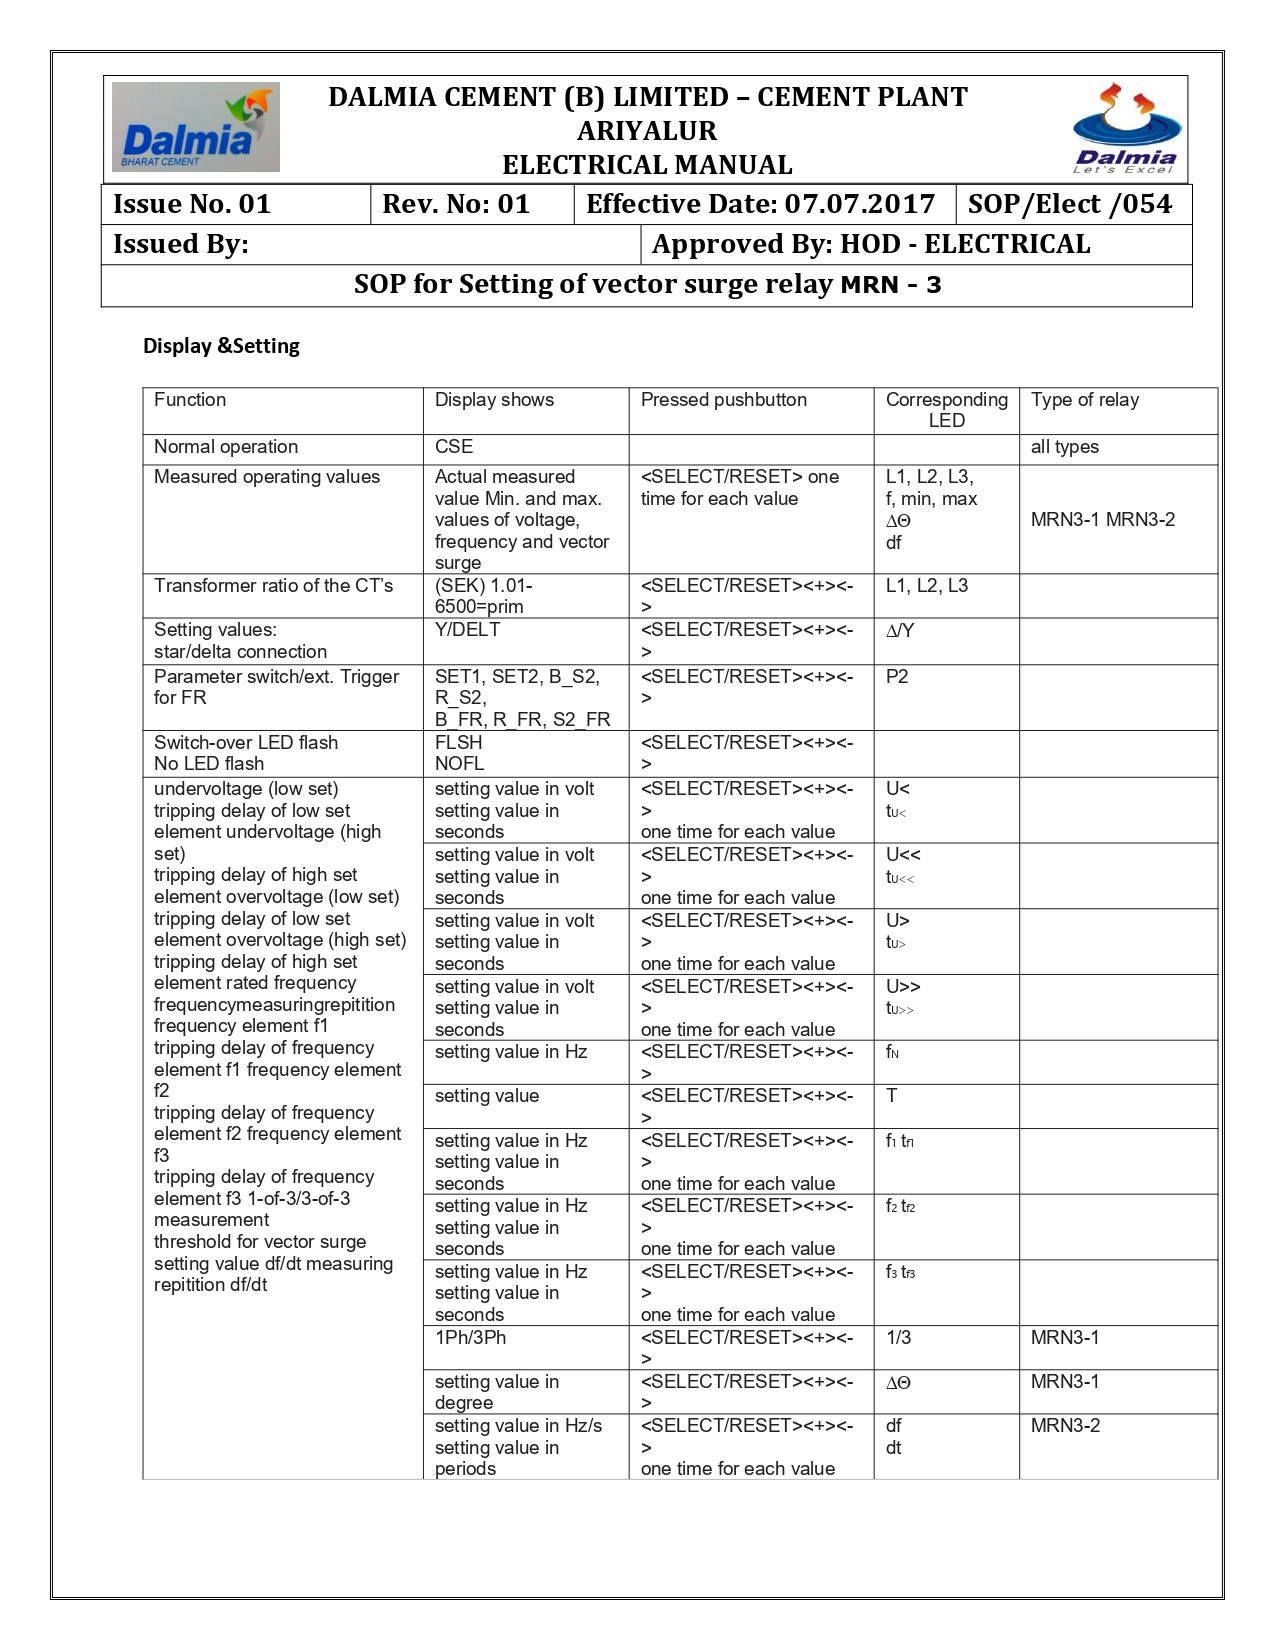 Dalmia
BHARAT CEMENT
DALMIA CEMENT (B) LIMITED – CEMENT PLANT
ARIYALUR
ELECTRICAL MANUAL
Dalmia
Let's Excel
Issue No. 01 Rev. No: 01 Effective Date: 07.07.2017 SOP/Elect /054
Issued By: Approved By: HOD - ELECTRICAL
SOP for Setting of vector surge relay MRN - 3
Display &Setting
Function Display shows Pressed pushbutton Corresponding LED Type of relay
Normal operation CSE all types
Measured operating values
Actual measured
value Min. and max.
values of voltage,
frequency and vector
surge
<SELECT/RESET> one
time for each value
L1, L2, L3,
f, min, max
ΔΘ
df
MRN3-1 MRN3-2
Transformer ratio of the CT’s
(SEK) 1.01-
6500=prim
<SELECT/RESET><+><-
>
L1, L2, L3
Setting values:
star/delta connection
Y/DELT
<SELECT/RESET><+><-
>
Δ/Y
Parameter switch/ext. Trigger
for FR
SET1, SET2, B_S2,
R_S2,
B_FR, R_FR, S2_FR
<SELECT/RESET><+><-
>
P2
Switch-over LED flash
No LED flash
FLSH
NOFL
<SELECT/RESET><+><-
>
undervoltage (low set)
tripping delay of low set
element undervoltage (high
set)
tripping delay of high set
element overvoltage (low set)
tripping delay of low set
element overvoltage (high set)
tripping delay of high set
element rated frequency
frequencymeasuringrepitition
frequency element f1
tripping delay of frequency
element f1 frequency element
f2
tripping delay of frequency
element f2 frequency element
f3
tripping delay of frequency
element f3 1-of-3/3-of-3
measurement
threshold for vector surge
setting value df/dt measuring
repitition df/dt
setting value in volt
setting value in
seconds
<SELECT/RESET><+><-
>
one time for each value
U<
tU<
setting value in volt
setting value in
seconds
<SELECT/RESET><+><-
>
one time for each value
U<<
tU<<
setting value in volt
setting value in
seconds
<SELECT/RESET><+><-
>
one time for each value
U>
tU>
setting value in volt
setting value in
seconds
<SELECT/RESET><+><-
>
one time for each value
U>>
tU>>
setting value in Hz
<SELECT/RESET><+><-
>
fN
setting value
<SELECT/RESET><+><-
>
T
setting value in Hz
setting value in
seconds
<SELECT/RESET><+><-
>
one time for each value
f1 tf1
setting value in Hz
setting value in
seconds
<SELECT/RESET><+><-
>
one time for each value
f2 tf2
setting value in Hz
setting value in
seconds
<SELECT/RESET><+><-
>
one time for each value
f3 tf3
1Ph/3Ph
<SELECT/RESET><+><-
>
1/3
MRN3-1
setting value in
degree
<SELECT/RESET><+><-
>
ΔΘ
MRN3-1
setting value in Hz/s
setting value in
periods
<SELECT/RESET><+><-
>
one time for each value
df
dt
MRN3-2